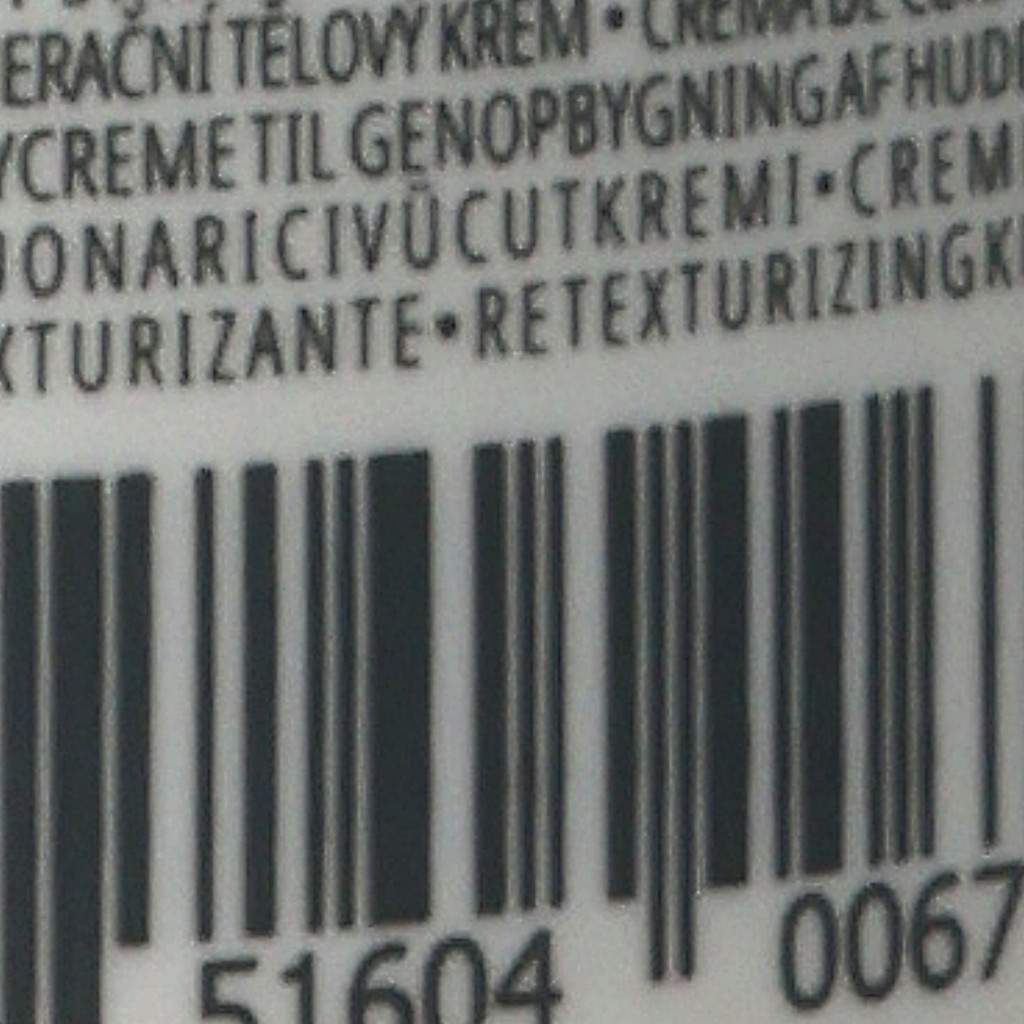 ERAČNÍ TĚLOVÝ KRÉM • CREMA DE
YCREME TIL GENOPBYGNING AF HUD
ONARICI VÜCUT KREMI • CREM
XTURIZANTE • RETEXTURIZING
51604 0067